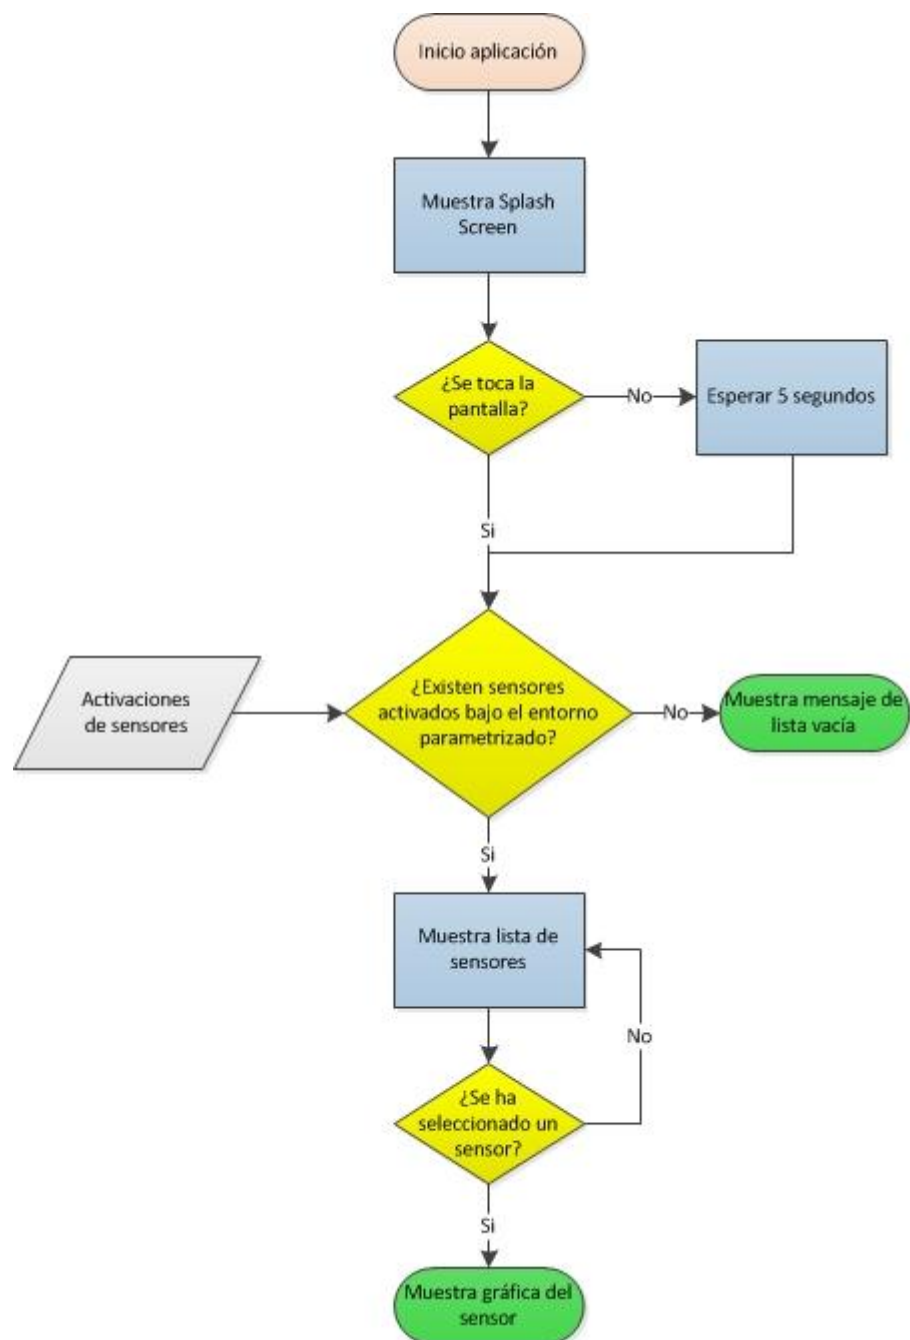 Inicio aplicación
Muestra Splash
Screen
¿Se toca la
pantalla?
No
Esperar 5 segundos
Si
Activaciones
de sensores
¿Existen sensores
activados bajo el entorno
parametrizado?
No
Muestra mensaje de
lista vacía
Si
Muestra lista de
sensores
No
¿Se ha
seleccionado un
sensor?
Si
Muestra gráfica del
sensor